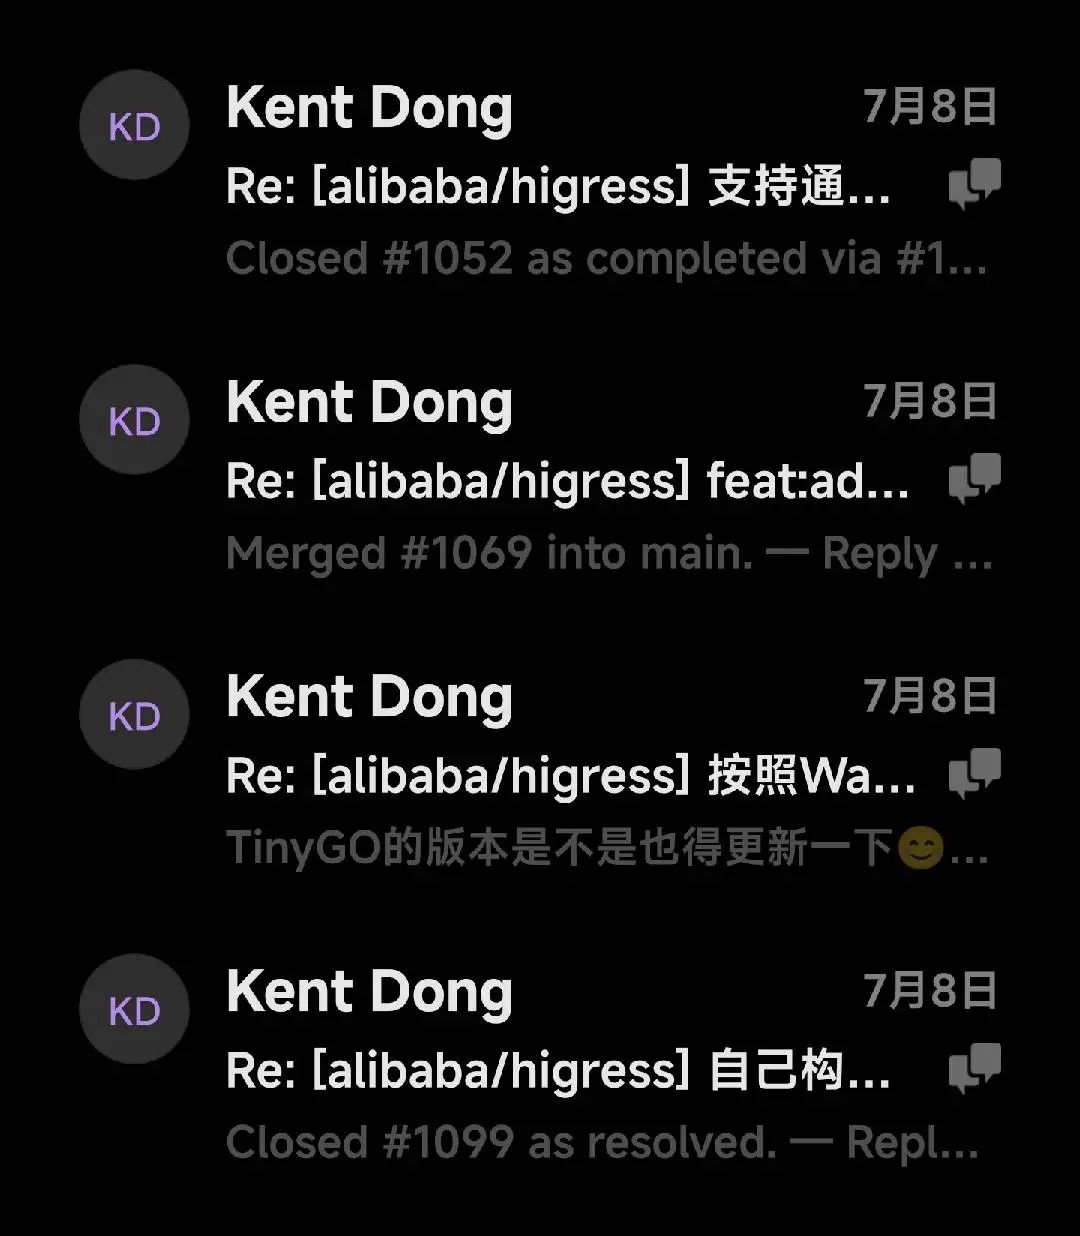 KD
Kent Dong 7月8日
Re: [alibaba/higress] 支持通...
Closed #1052 as completed via #1...
KD
Kent Dong 7月8日
Re: [alibaba/higress] feat:ad...
Merged #1069 into main. — Reply ...
KD
Kent Dong 7月8日
Re: [alibaba/higress] 按照Wa...
TinyGO的版本是不是也得更新一下😊...
KD
Kent Dong 7月8日
Re: [alibaba/higress] 自己构...
Closed #1099 as resolved. — Repl...